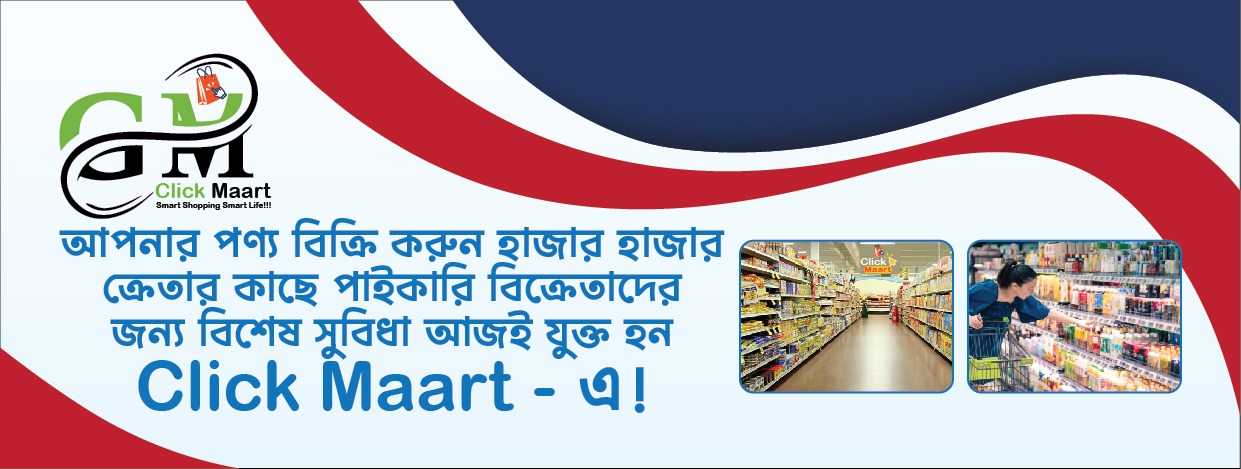 GM
Click Maart
Smart Shopping Smart Life!!!
আপনার পণ্য বিক্রি করুন হাজার হাজার
ক্রেতার কাছে পাইকারি বিক্রেতাদের
জন্য বিশেষ সুবিধা আজই যুক্ত হন
Click Maart - এ!
Click
Maart